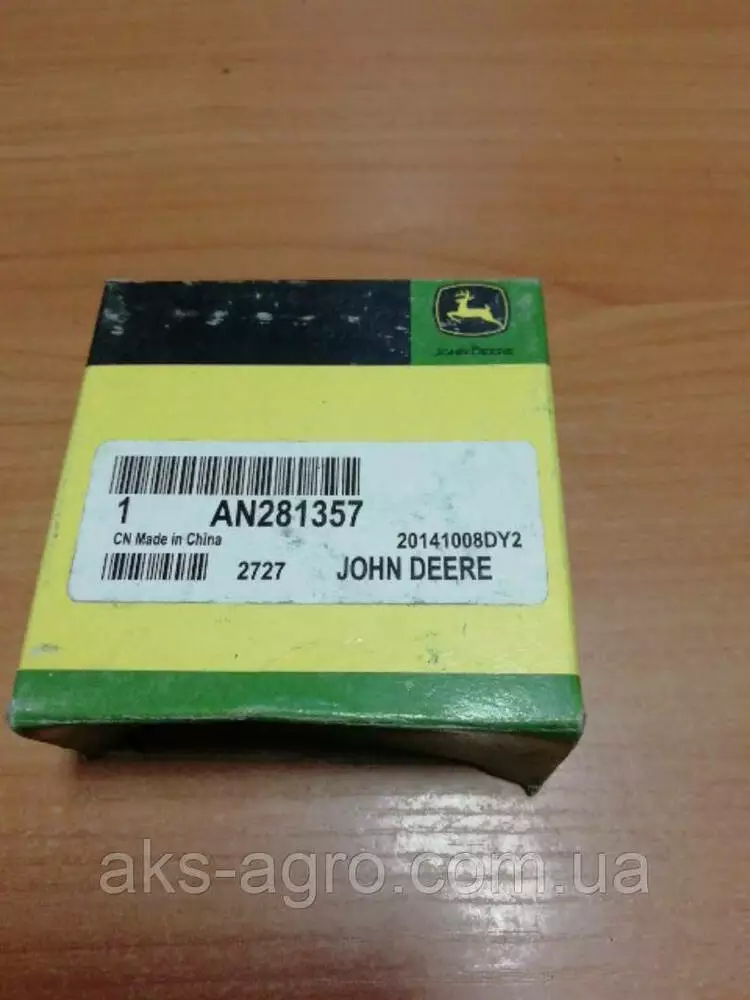 JOHN DEERE
1 AN281357
CN Made in China 20141008DY2
2727 JOHN DEERE
aks-agro.com.ua